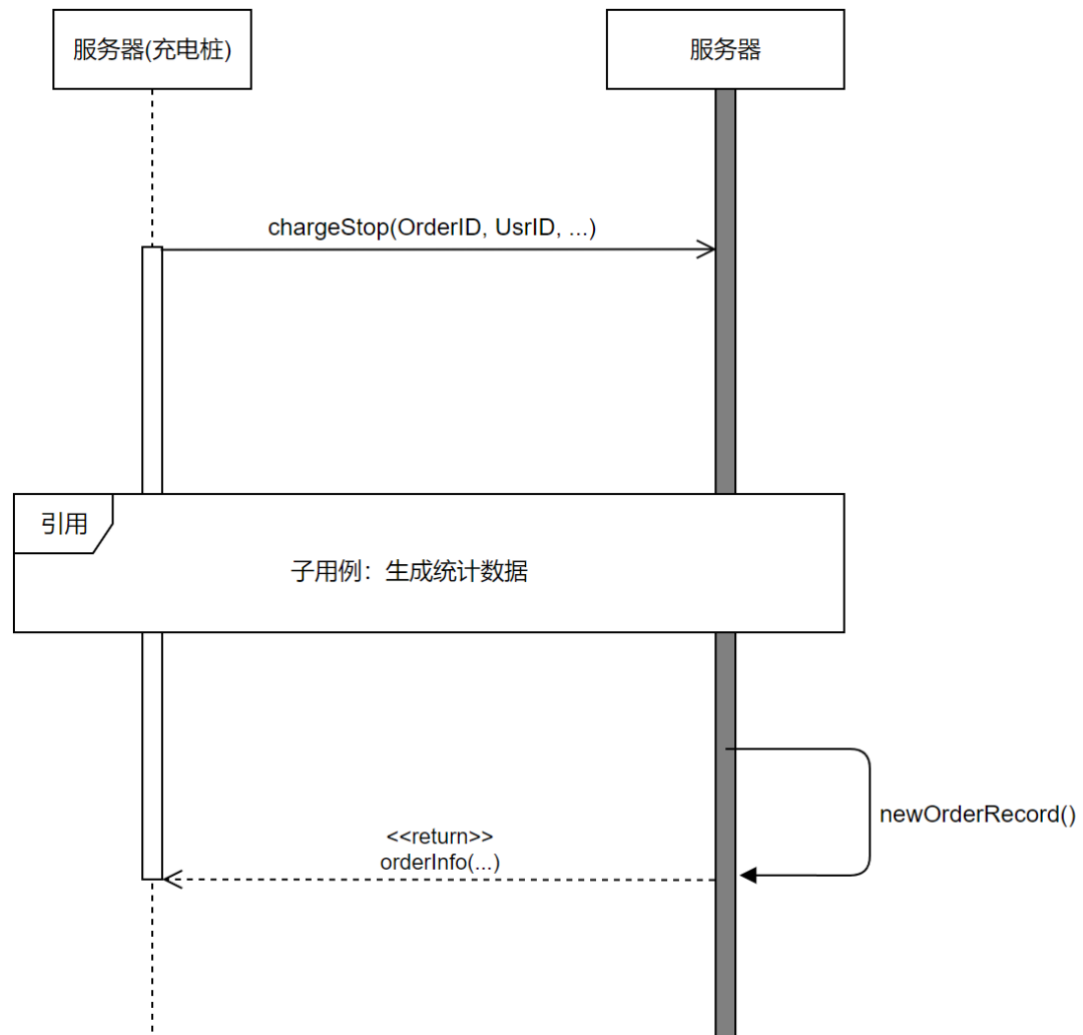 服务器(充电桩)
服务器
chargeStop(OrderID, UsrID, ...)
引用
子用例：生成统计数据
newOrderRecord()
<<return>>
orderInfo(...)